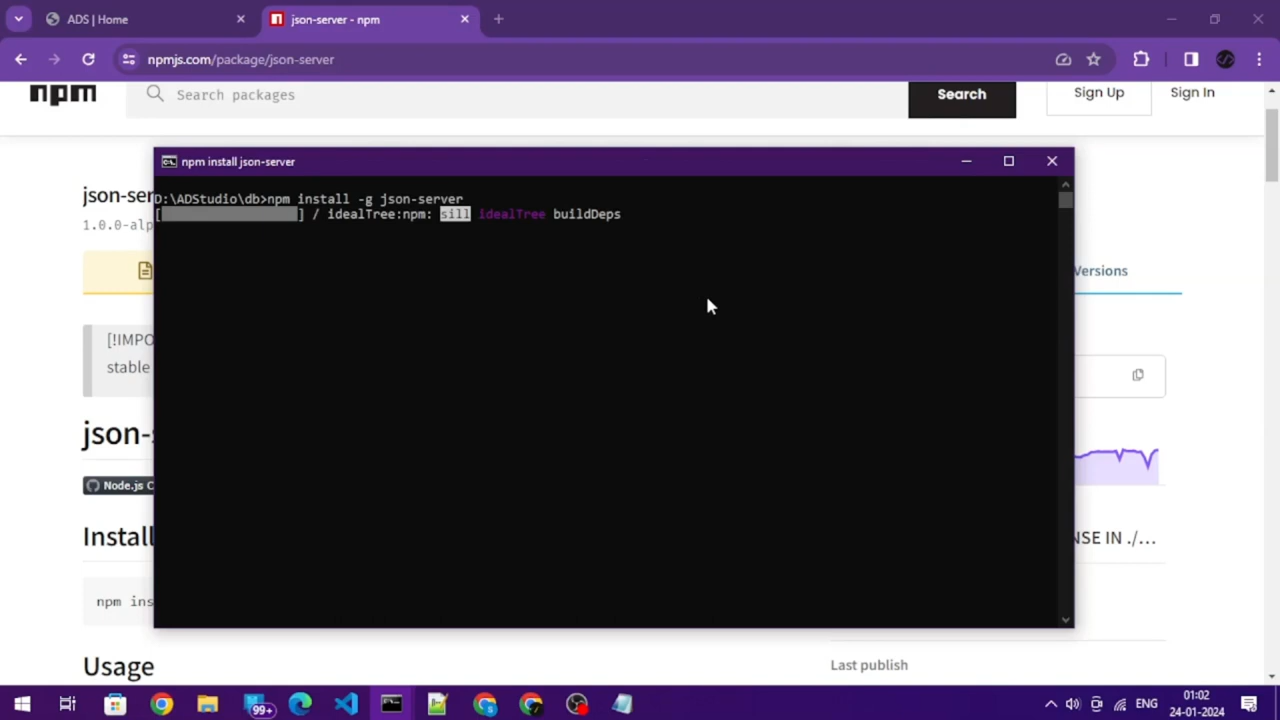 ADS | Home
json-server - npm
npmjs.com/package/json-server
npm
Search packages
Search
Sign Up
Sign In
npm install json-server
json-ser
D:\ADStudio\db>npm install -g json-server
[                  ] / idealTree:npm: sill idealTree buildDeps
1.0.0-alp
Versions
[!IMPO
stable
json-s
Node.js C
Install
NSE IN ./...
npm ins
Usage
Last publish
99+
ENG
01:02
24-01-2024